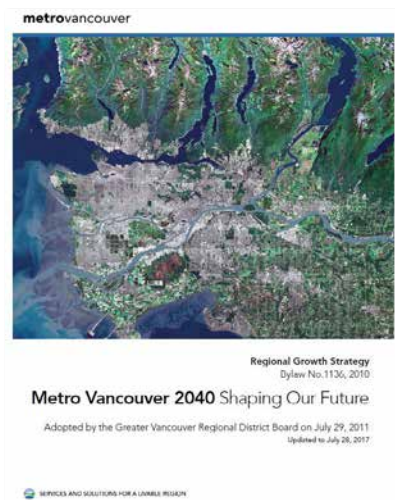 metrovancouver
Regional Growth Strategy
Bylaw No.1136, 2010
Metro Vancouver 2040 Shaping Our Future
Adopted by the Greater Vancouver Regional District Board on July 29, 2011
Updated to July 28, 2017
SERVICES AND SOLUTIONS FOR A LIVABLE REGION